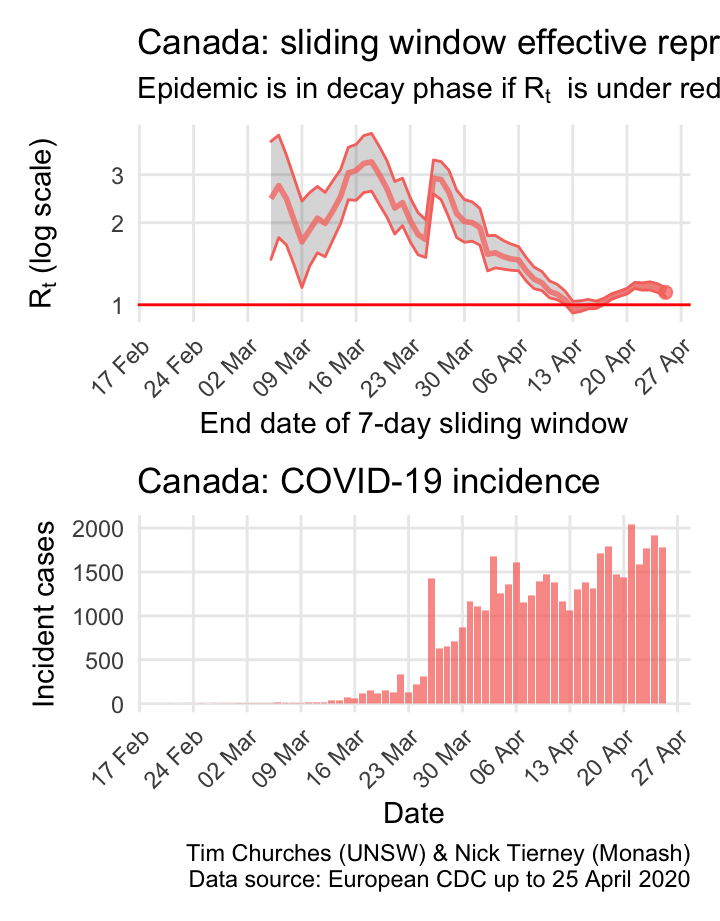 Canada: sliding window effective repr
Epidemic is in decay phase if Rt is under red
Rt (log scale)
3
2
1
17 Feb
24 Feb
02 Mar
09 Mar
16 Mar
23 Mar
30 Mar
06 Apr
13 Apr
20 Apr
27 Apr
End date of 7-day sliding window
Canada: COVID-19 incidence
Incident cases
2000
1500
1000
500
0
17 Feb
24 Feb
02 Mar
09 Mar
16 Mar
23 Mar
30 Mar
06 Apr
13 Apr
20 Apr
27 Apr
Date
Tim Churches (UNSW) & Nick Tierney (Monash)
Data source: European CDC up to 25 April 2020